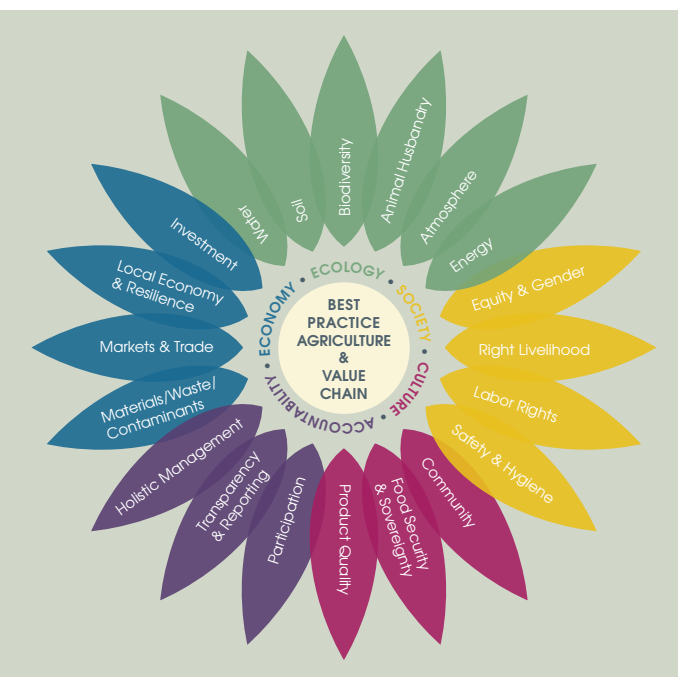 BEST
PRACTICE
AGRICULTURE
&
VALUE
CHAIN
ECOLOGY
SOCIETY
CULTURE
ACCOUNTABILITY
ECONOMY
Water
Soil
Biodiversity
Animal Husbandry
Atmosphere
Energy
Equity & Gender
Right Livelihood
Labor Rights
Safety & Hygiene
Community
Food Security
& Sovereignty
Product Quality
Participation
Transparency
& Reporting
Holistic Management
Materials/Waste/
Contaminants
Markets & Trade
Local Economy
& Resilience
Investment